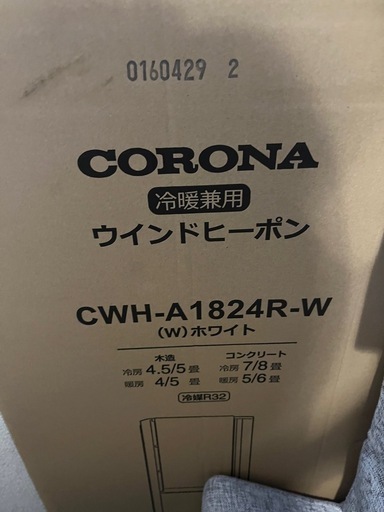 0160429 2
CORONA
冷暖兼用
ウインドヒーポン
CWH-A1824R-W
(W)ホワイト
木造 コンクリート
冷房 4.5/5 畳 冷房 7/8 畳
暖房 4/5 畳 暖房 5/6 畳
冷媒R32